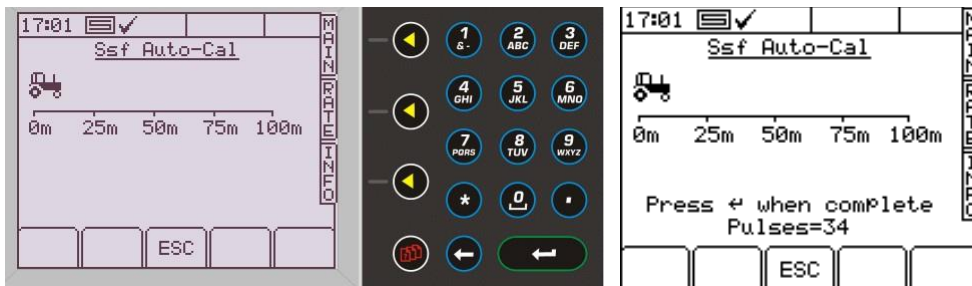 17:01
Ssf Auto-Cal
0m 25m 50m 75m 100m
ESC
MAIN
RATE
INFO
1 2 3
&- ABC DEF
4 5 6
GHI JKL MNO
7 8 9
PQRS TUV WXYZ
* 0 .
17:01
Ssf Auto-Cal
0m 25m 50m 75m 100m
Press ↵ when complete
Pulses=34
ESC